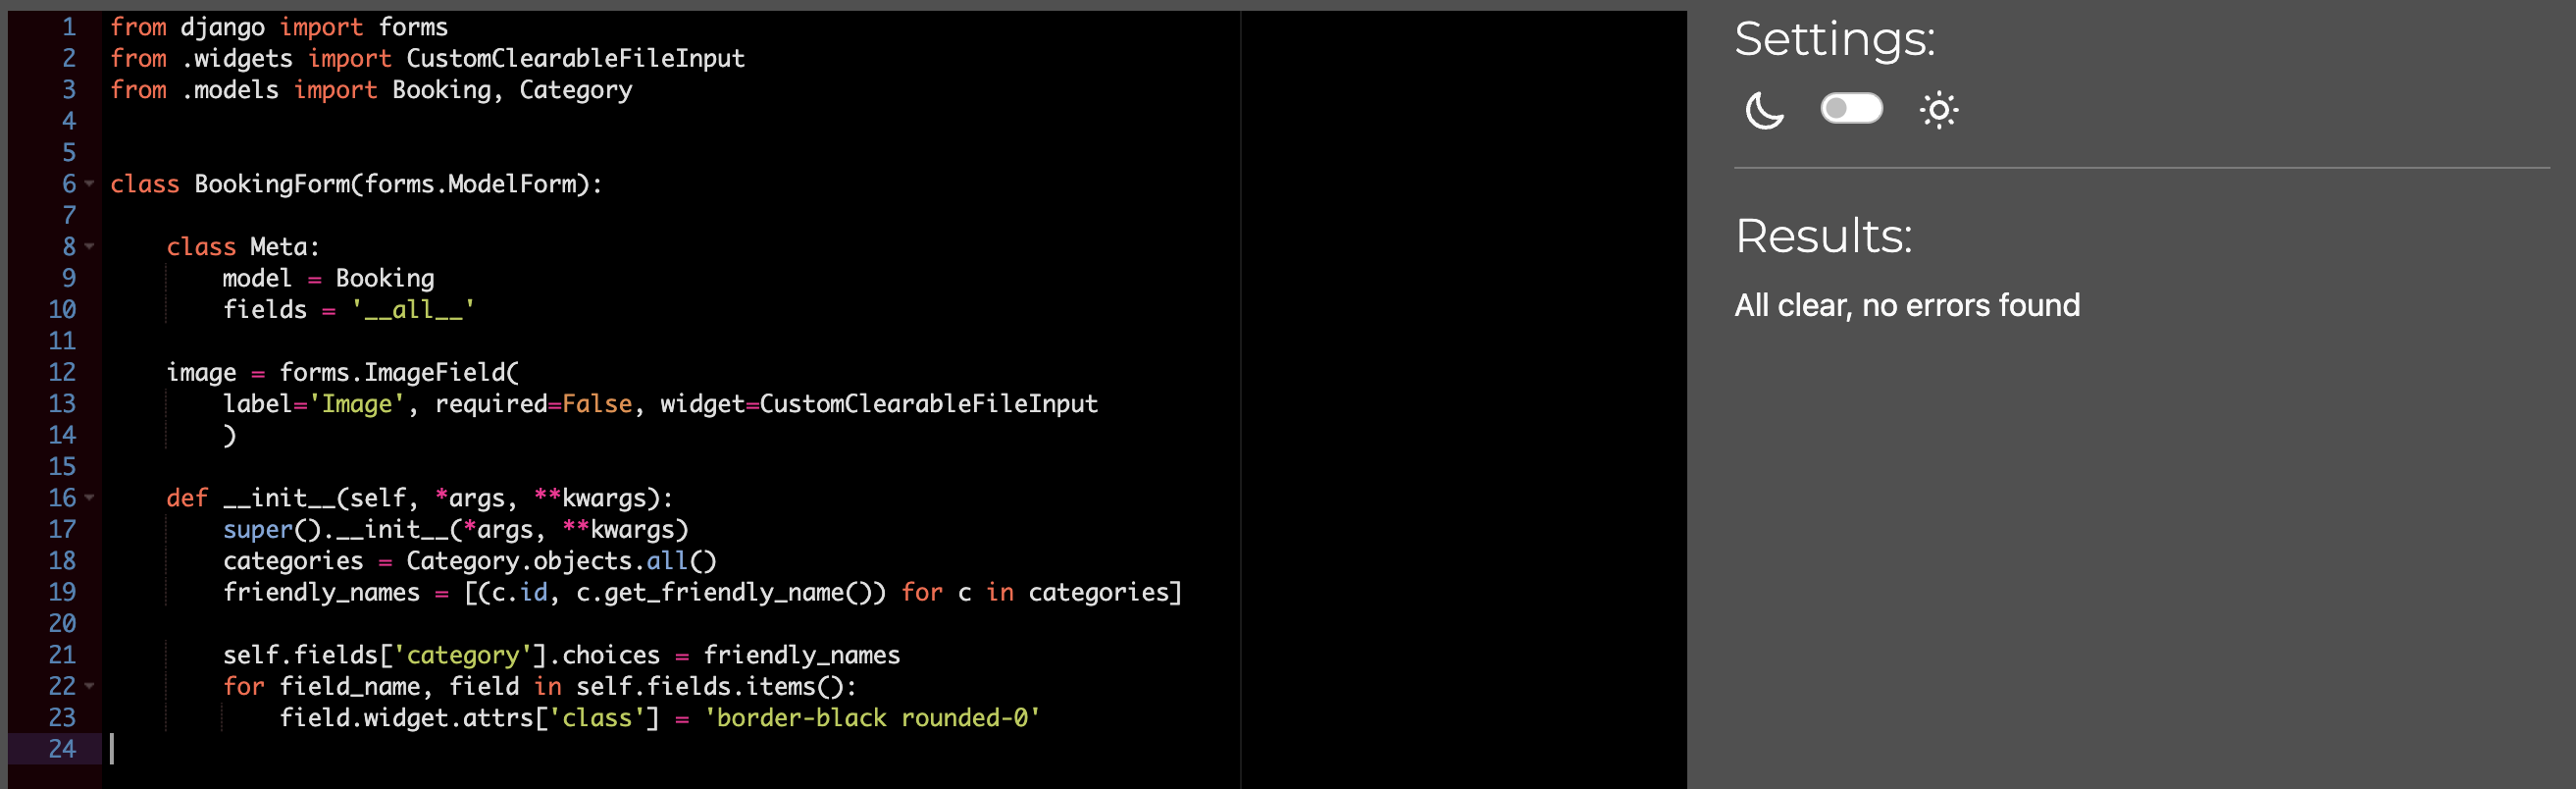 1 from django import forms
2 from .widgets import CustomClearableFileInput
3 from .models import Booking, Category
4
5
6 class BookingForm(forms.ModelForm):
7
8     class Meta:
9         model = Booking
10         fields = '__all__'
11
12     image = forms.ImageField(
13         label='Image', required=False, widget=CustomClearableFileInput
14         )
15
16     def __init__(self, *args, **kwargs):
17         super().__init__(*args, **kwargs)
18         categories = Category.objects.all()
19         friendly_names = [(c.id, c.get_friendly_name()) for c in categories]
20
21         self.fields['category'].choices = friendly_names
22         for field_name, field in self.fields.items():
23             field.widget.attrs['class'] = 'border-black rounded-0'
24
Settings:
Results:
All clear, no errors found